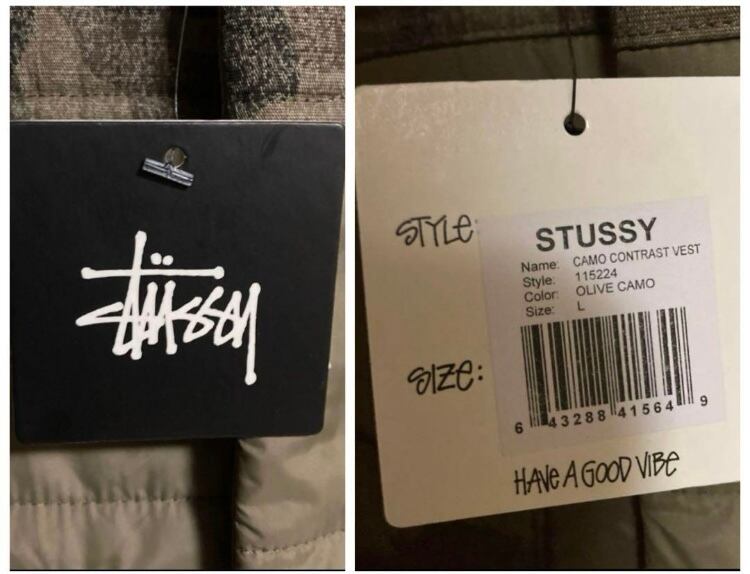 Stüssy
STYLE:
STUSSY
Name: CAMO CONTRAST VEST
Style: 115224
Color: OLIVE CAMO
Size: L
SIZE:
6 43288 41564 9
HAVE A GOOD VIBE